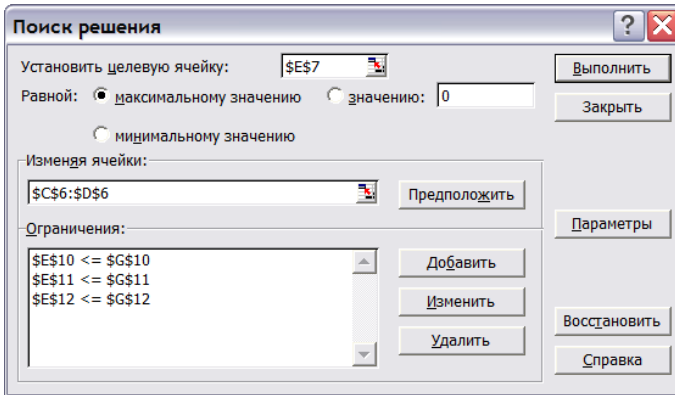 Поиск решения
Установить целевую ячейку: $E$7
Выполнить
Равной: максимальному значению значению: 0
Закрыть
минимальному значению
Изменяя ячейки:
$C$6:$D$6
Предположить
Ограничения:
Параметры
$E$10 <= $G$10
$E$11 <= $G$11
$E$12 <= $G$12
Добавить
Изменить
Удалить
Восстановить
Справка